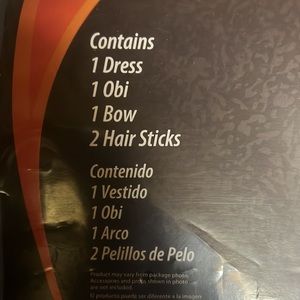 Contains
1 Dress
1 Obi
1 Bow
2 Hair Sticks
Contenido
1 Vestido
1 Obi
1 Arco
2 Pelillos de Pelo
Product may vary from package photo.
Accessories and props shown in photo
are not included.
El producto puede ser diferente a la imagen